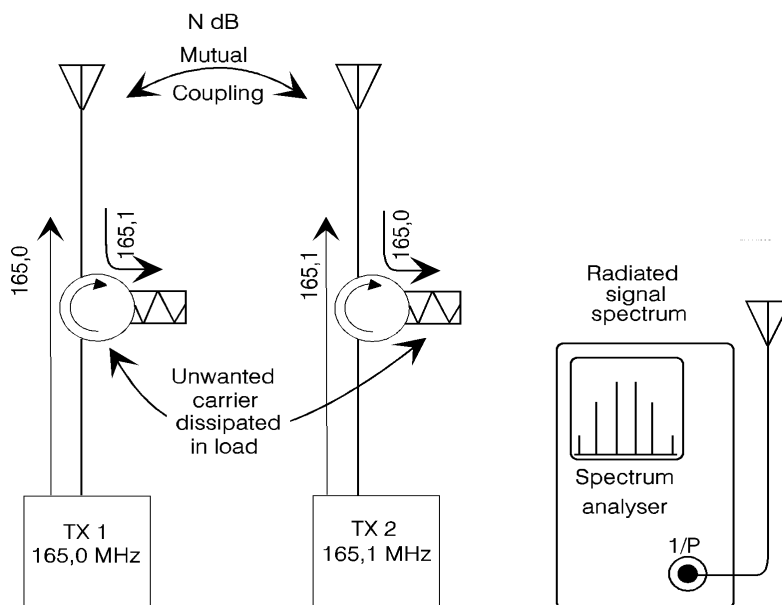 N dB
Mutual
Coupling
165,0
165,1
165,1
165,0
Radiated
signal
spectrum
Unwanted
carrier
dissipated
in load
Spectrum
analyser
1/P
TX 1
165,0 MHz
TX 2
165,1 MHz